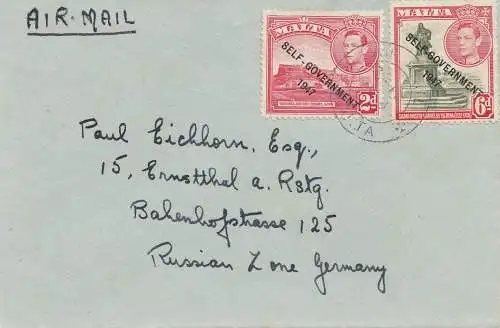 AIR-MAIL
MALTA
MALTA
SELF-GOVERNMENT
1947
SELF-GOVERNMENT
1947
2d
6d
Paul Eichhorn, Esq.,
15, Ernstthal a. Rstg.
Bahenhofstrasse 125
Russian Zone Germany